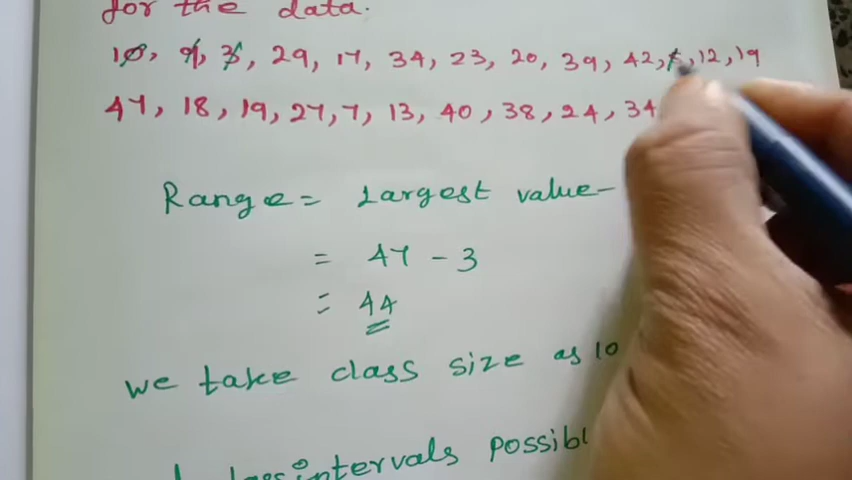 for the data.
10, 9, 3, 29, 17, 34, 23, 20, 39, 42, 5, 12, 19
47, 18, 19, 27, 7, 13, 40, 38, 24, 34
Range = Largest value -
= 47 - 3
= 44
we take class size as 10
intervals possibl